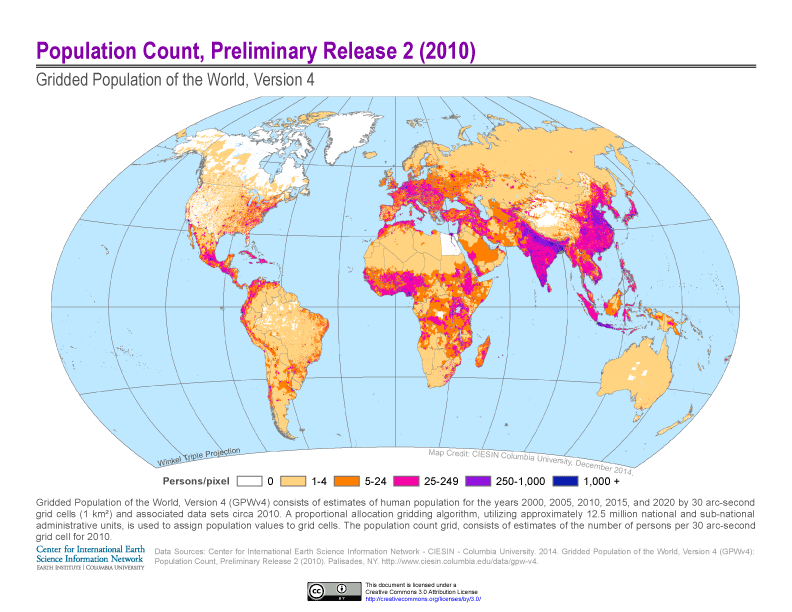 Population Count, Preliminary Release 2 (2010)
Gridded Population of the World, Version 4
Winkel Triple Projection
Map Credit: CIESIN Columbia University, December 2014.
Persons/pixel 0 1-4 5-24 25-249 250-1,000 1,000 +
Gridded Population of the World, Version 4 (GPWv4) consists of estimates of human population for the years 2000, 2005, 2010, 2015, and 2020 by 30 arc-second
grid cells (1 km²) and associated data sets circa 2010. A proportional allocation gridding algorithm, utilizing approximately 12.5 million national and sub-national
administrative units, is used to assign population values to grid cells. The population count grid, consists of estimates of the number of persons per 30 arc-second
grid cell for 2010.
Center for International Earth
Science Information Network
EARTH INSTITUTE | COLUMBIA UNIVERSITY
Data Sources: Center for International Earth Science Information Network - CIESIN - Columbia University. 2014. Gridded Population of the World, Version 4 (GPWv4):
Population Count, Preliminary Release 2 (2010). Palisades, NY. http://www.ciesin.columbia.edu/data/gpw-v4.
cc
BY
This document is licensed under a
Creative Commons 3.0 Attribution License
http://creativecommons.org/licenses/by/3.0/